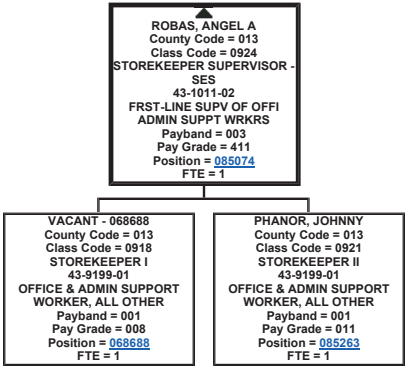 ROBAS, ANGEL A
County Code = 013
Class Code = 0924
STOREKEEPER SUPERVISOR -
SES
43-1011-02
FRST-LINE SUPV OF OFFI
ADMIN SUPPT WRKRS
Payband = 003
Pay Grade = 411
Position = 085074
FTE = 1
VACANT - 068688
County Code = 013
Class Code = 0918
STOREKEEPER I
43-9199-01
OFFICE & ADMIN SUPPORT
WORKER, ALL OTHER
Payband = 001
Pay Grade = 008
Position = 068688
FTE = 1
PHANOR, JOHNNY
County Code = 013
Class Code = 0921
STOREKEEPER II
43-9199-01
OFFICE & ADMIN SUPPORT
WORKER, ALL OTHER
Payband = 001
Pay Grade = 011
Position = 085263
FTE = 1